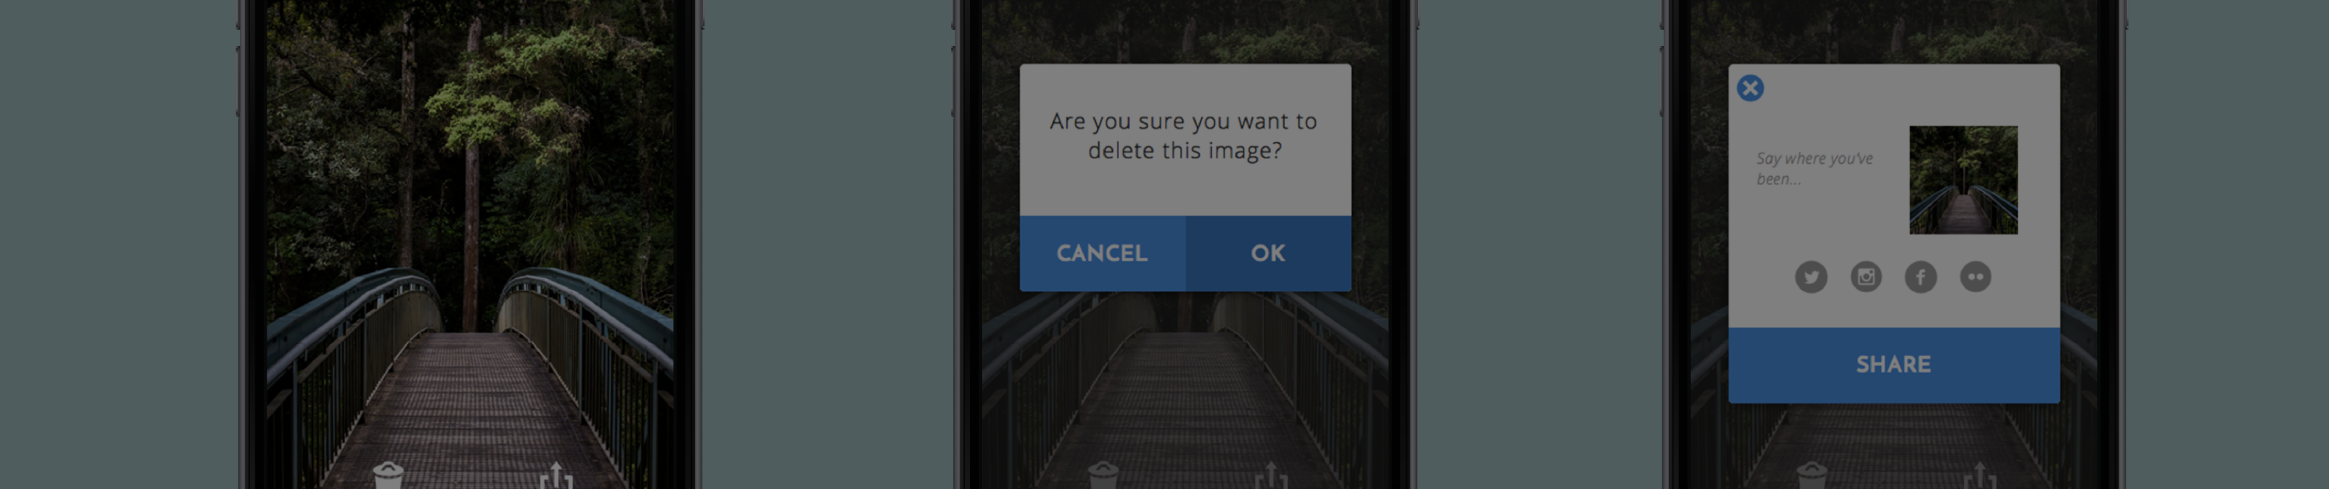 Are you sure you want to
delete this image?
CANCEL
OK
Say where you've
been...
SHARE